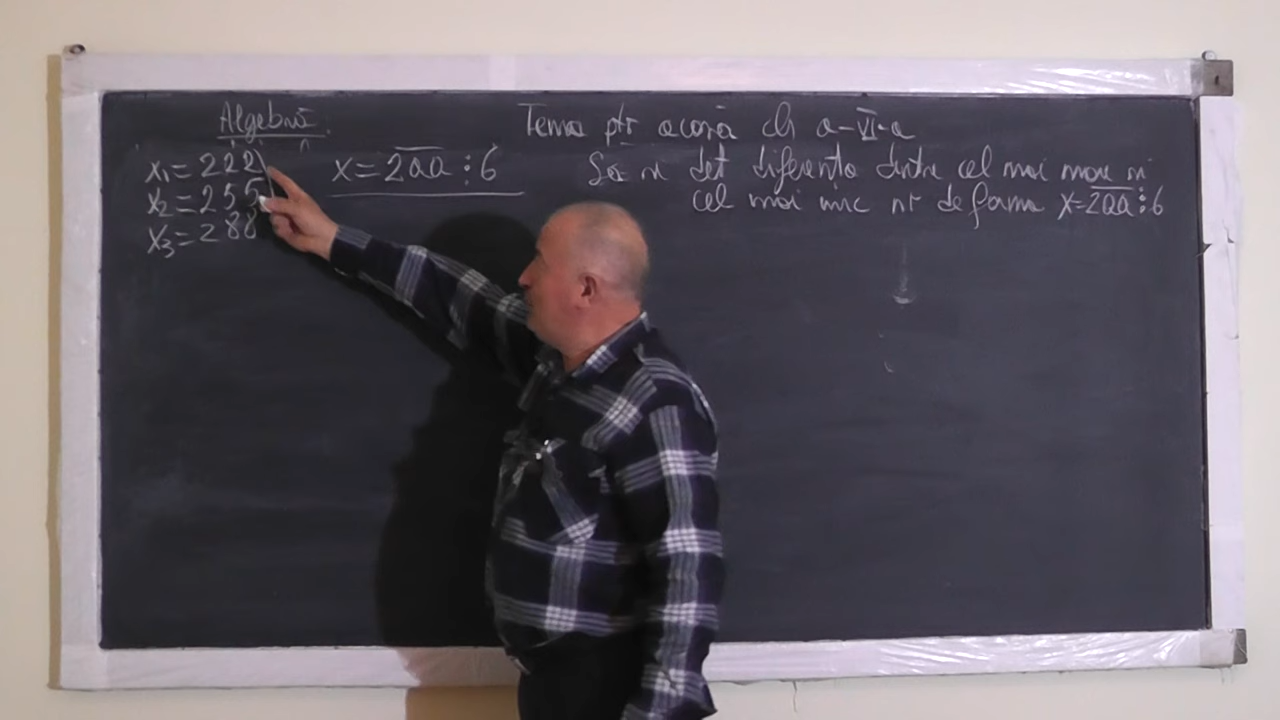 Algebră
x₁=222
x₂=255
x₃=288
x=2aa⋮6
Tema ptr acasă cls a-VI-a
Să se det diferența dintre cel mai mare și
cel mai mic nr de forma x=2aa⋮6